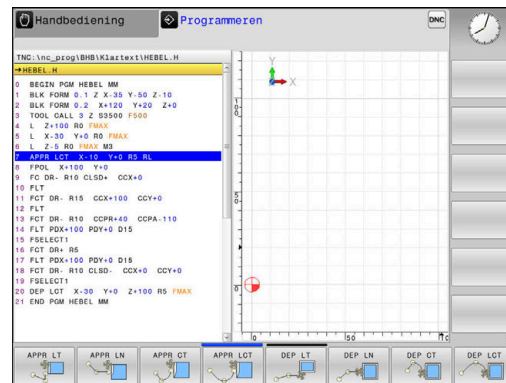 Handbediening
Programmeren
DNC
TNC:\nc_prog\BHB\Klartext\HEBEL.H
→HEBEL.H
0 BEGIN PGM HEBEL MM
1 BLK FORM 0.1 Z X-35 Y-50 Z-10
2 BLK FORM 0.2 X+120 Y+20 Z+0
3 TOOL CALL 3 Z S3500 F500
4 L Z+100 R0 FMAX
5 L X-30 Y+0 R0 FMAX
6 L Z-5 R0 FMAX M3
7 APPR LCT X-10 Y+0 R5 RL
8 FPOL X+100 Y+0
9 FC DR- R10 CLSD+ CCX+0
10 FLT
11 FCT DR- R15 CCX+100 CCY+0
12 FLT
13 FCT DR- R10 CCPR+40 CCPA-110
14 FLT PDX+100 PDY+0 D15
15 FSELECT1
16 FCT DR+ R5
17 FLT PDX+100 PDY+0 D15
18 FCT DR- R10 CLSD- CCX+0 CCY+0
19 FSELECT1
20 DEP LCT X-30 Y+0 Z+100 R5 FMAX
21 END PGM HEBEL MM
Y
X
100
50
0
0 50
APPR LT APPR LN APPR CT APPR LCT DEP LT DEP LN DEP CT DEP LCT